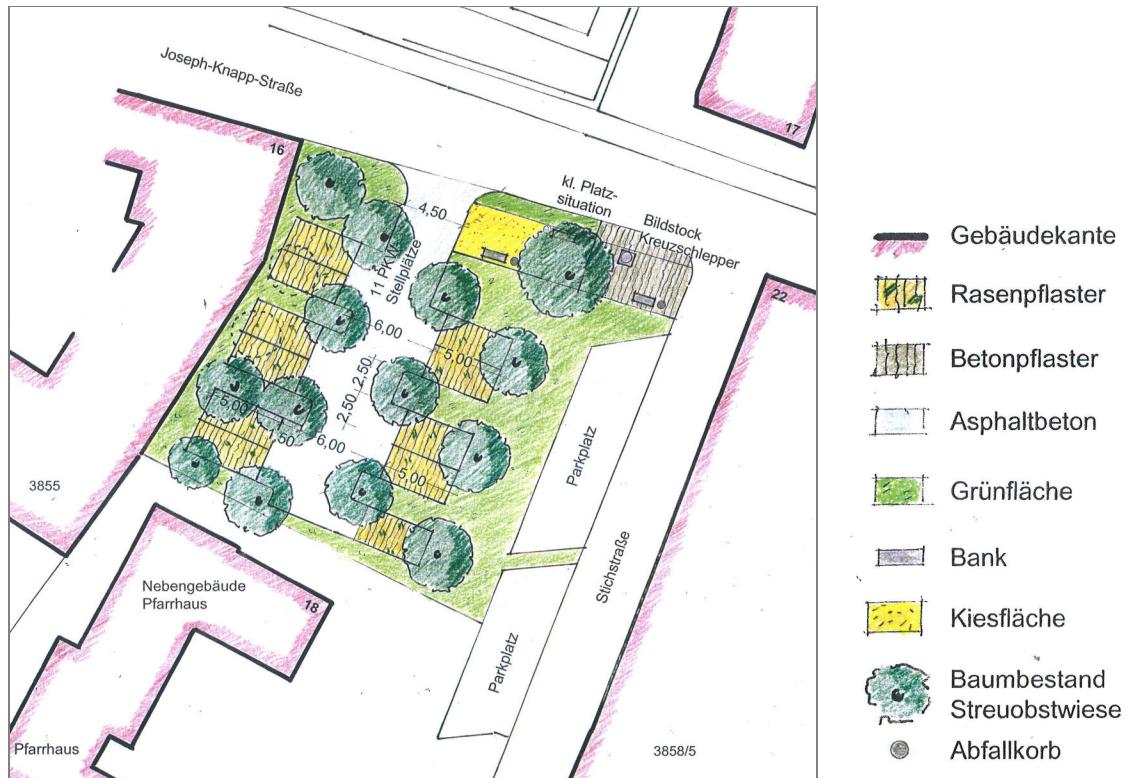 Joseph-Knapp-Straße
16
17
kl. Platz-
situation
Bildstock
Kreuzschlepper
4,50
11 PKW
Stellplätze
22
6,00
5,00
2,50
2,50
5,00
6,00
5,00
Parkplatz
3855
Stichstraße
Nebengebäude
Pfarrhaus
18
Parkplatz
Pfarrhaus
3858/5
Gebäudekante
Rasenpflaster
Betonpflaster
Asphaltbeton
Grünfläche
Bank
Kiesfläche
Baumbestand
Streuobstwiese
Abfallkorb